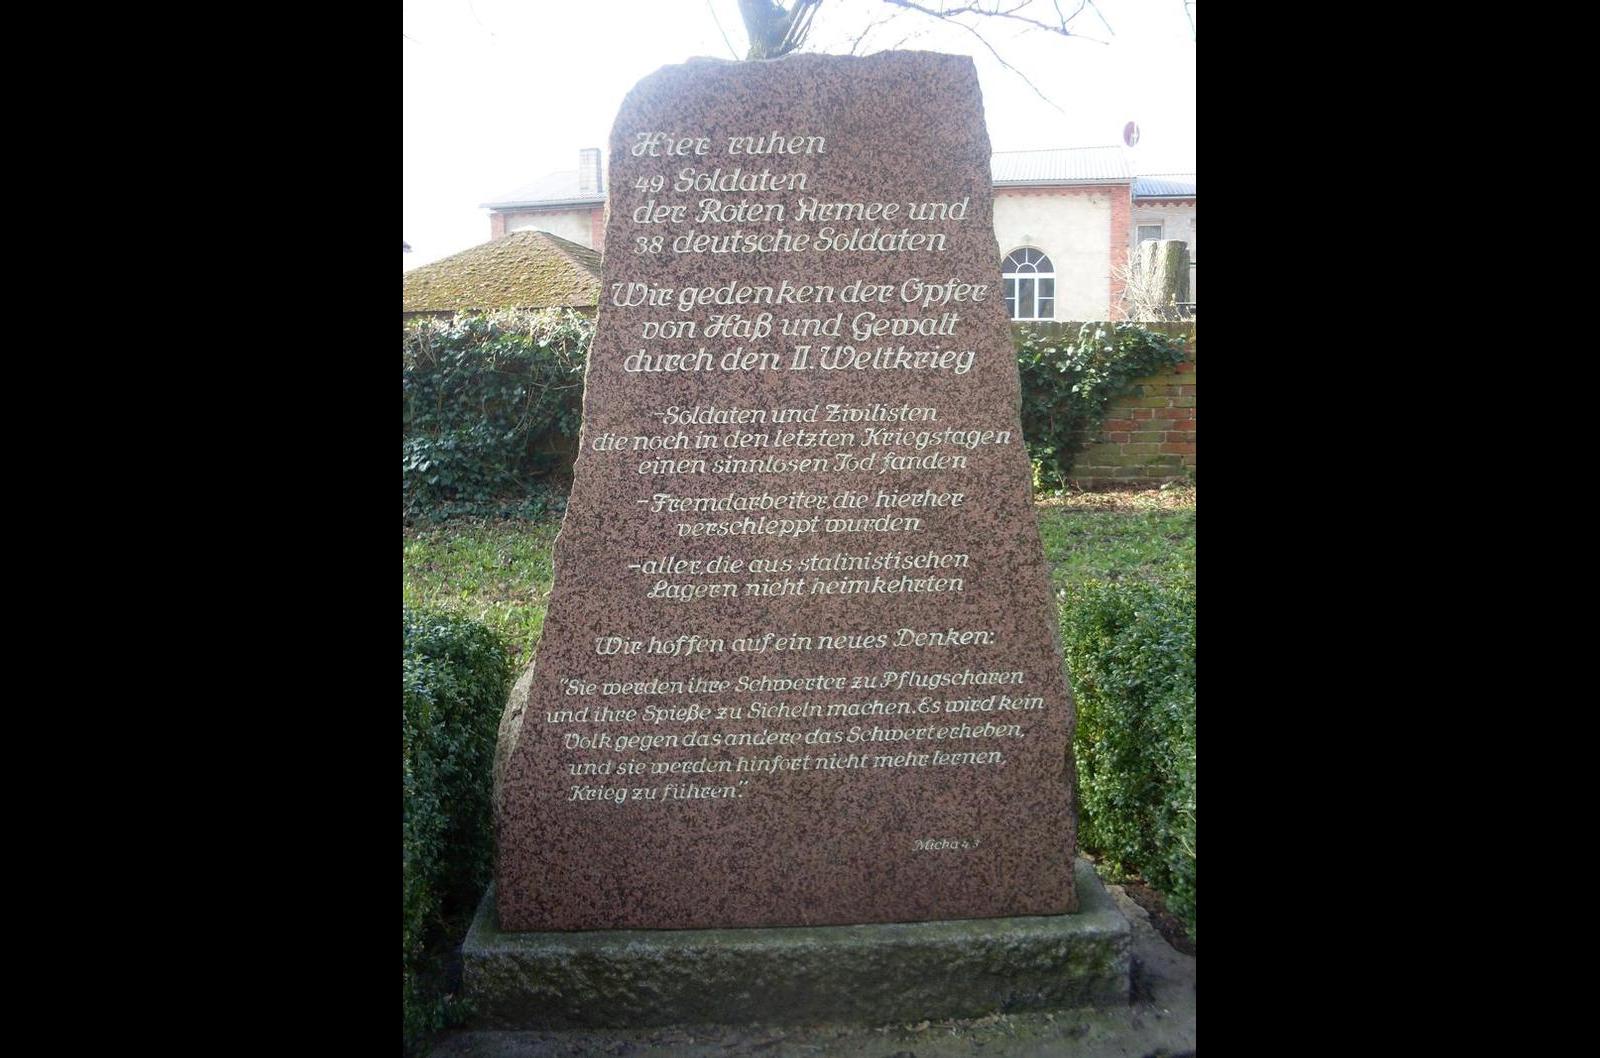 Hier ruhen
49 Soldaten
der Roten Armee und
38 deutsche Soldaten
Wir gedenken der Opfer
von Haß und Gewalt
durch den II. Weltkrieg
-Soldaten und Zivilisten
die noch in den letzten Kriegstagen
einen sinnlosen Tod fanden
-Fremdarbeiter, die hierher
verschleppt wurden
-aller, die aus stalinistischen
Lagern nicht heimkehrten
Wir hoffen auf ein neues Denken:
"Sie werden ihre Schwerter zu Pflugscharen
und ihre Spieße zu Sicheln machen. Es wird kein
Volk gegen das andere das Schwert erheben,
und sie werden hinfort nicht mehr lernen,
Krieg zu führen."
Micha 4 3